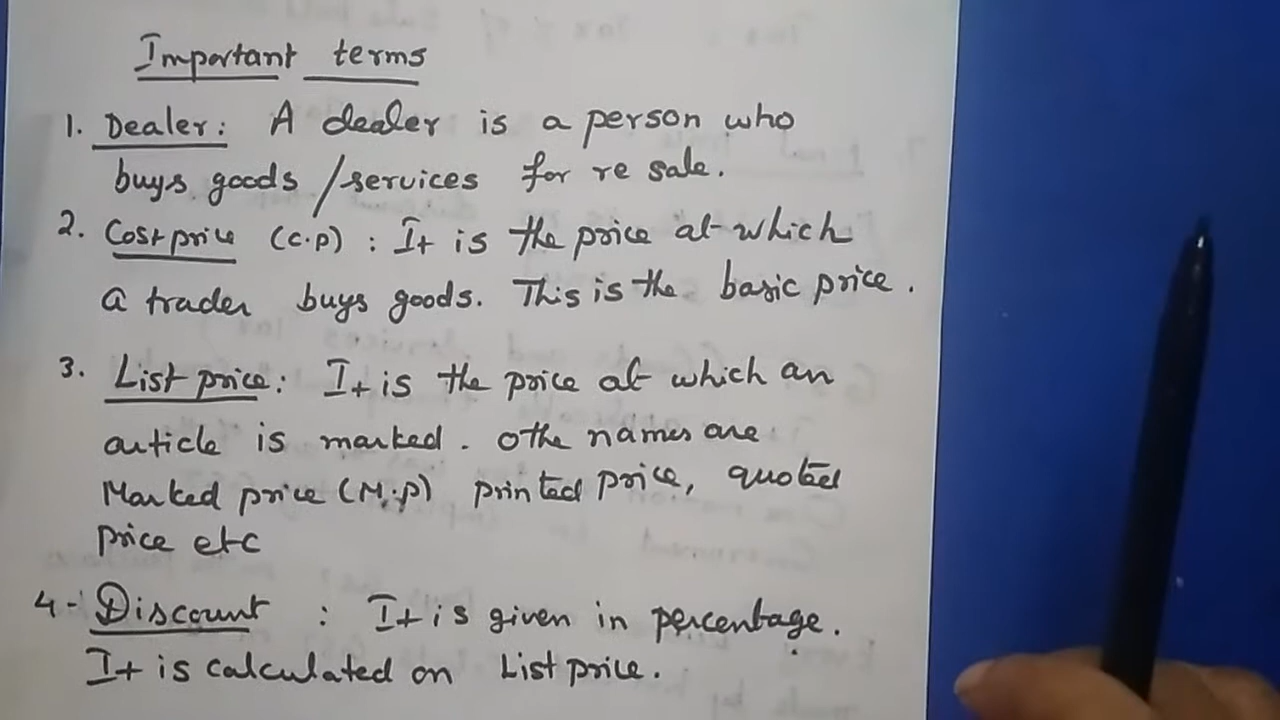 Important terms
1. Dealer: A dealer is a person who
buys goods /services for re sale.
2. Cost price (C.P) : It is the price at which
a trader buys goods. This is the basic price.
3. List price: It is the price at which an
article is marked. Othe names are
Marked price (M.p) printed price, quoted
price etc
4- Discount : It is given in percentage.
It is calculated on List price.